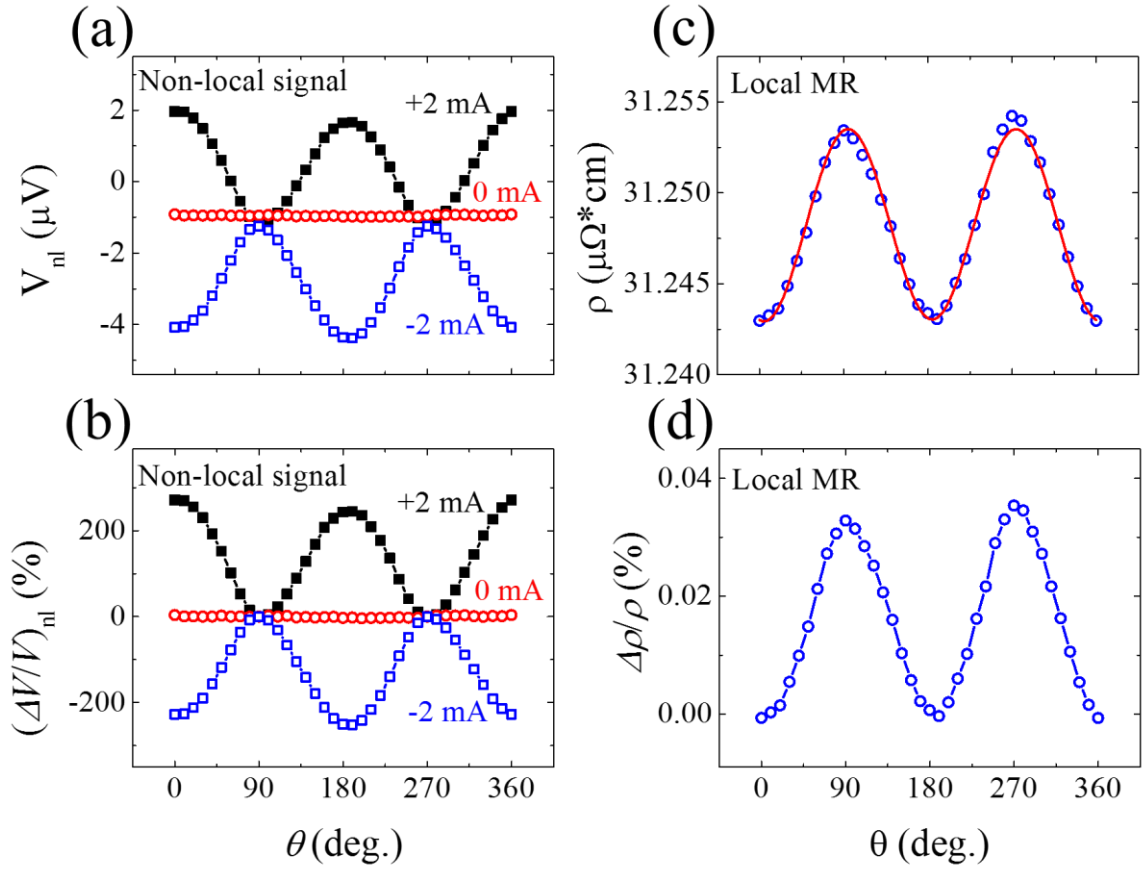 (a)
Non-local signal
+2 mA
0 mA
-2 mA
2
0
-2
-4
V_nl (μV)
(b)
Non-local signal
+2 mA
0 mA
-2 mA
200
0
-200
(ΔV/V)_nl (%)
0 90 180 270 360
θ (deg.)
(c)
Local MR
31.255
31.250
31.245
31.240
ρ (μΩ*cm)
(d)
Local MR
0.04
0.02
0.00
Δρ/ρ (%)
0 90 180 270 360
θ (deg.)